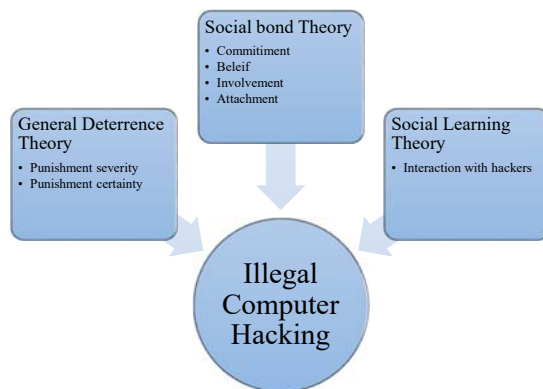 Social bond Theory
• Commitiment
• Beleif
• Involvement
• Attachment
General Deterrence
Theory
• Punishment severity
• Punishment certainty
Social Learning
Theory
• Interaction with hackers
Illegal
Computer
Hacking